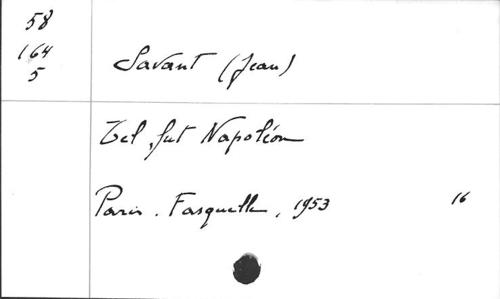 58
164
5
Savant (Jean)
Tel fut Napoléon
Paris. Fasquelle, 1953 16